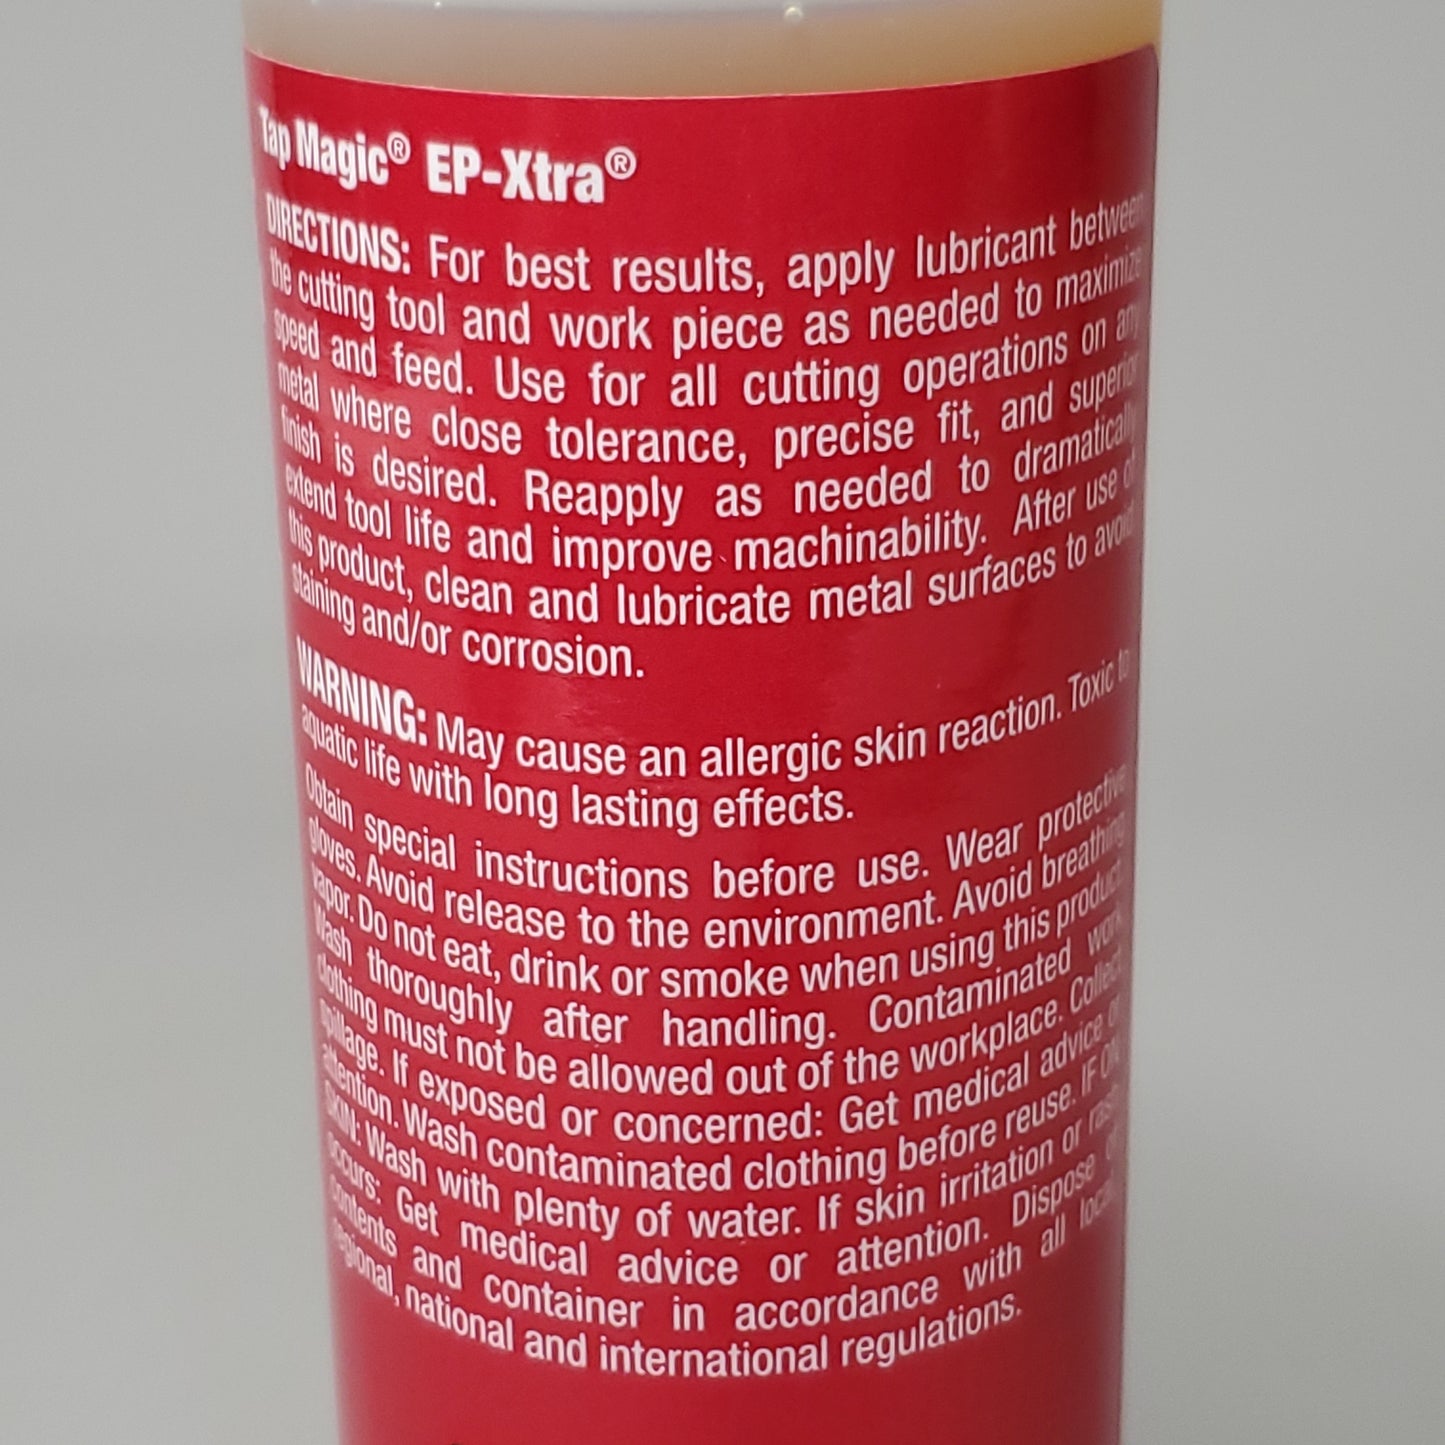 Tap Magic® EP-Xtra®
DIRECTIONS: For best results, apply lubricant between
the cutting tool and work piece as needed to maximize
speed and feed. Use for all cutting operations on any
metal where close tolerance, precise fit, and superior
finish is desired. Reapply as needed to dramatically
extend tool life and improve machinability. After use of
this product, clean and lubricate metal surfaces to avoid
staining and/or corrosion.
WARNING: May cause an allergic skin reaction. Toxic to
aquatic life with long lasting effects.
Obtain special instructions before use. Wear protective
gloves. Avoid release to the environment. Avoid breathing
vapor. Do not eat, drink or smoke when using this product.
Wash thoroughly after handling. Contaminated work
clothing must not be allowed out of the workplace. Collect
spillage. If exposed or concerned: Get medical advice or
attention. Wash contaminated clothing before reuse. IF ON
SKIN: Wash with plenty of water. If skin irritation or rash
occurs: Get medical advice or attention. Dispose of
contents and container in accordance with all local,
regional, national and international regulations.